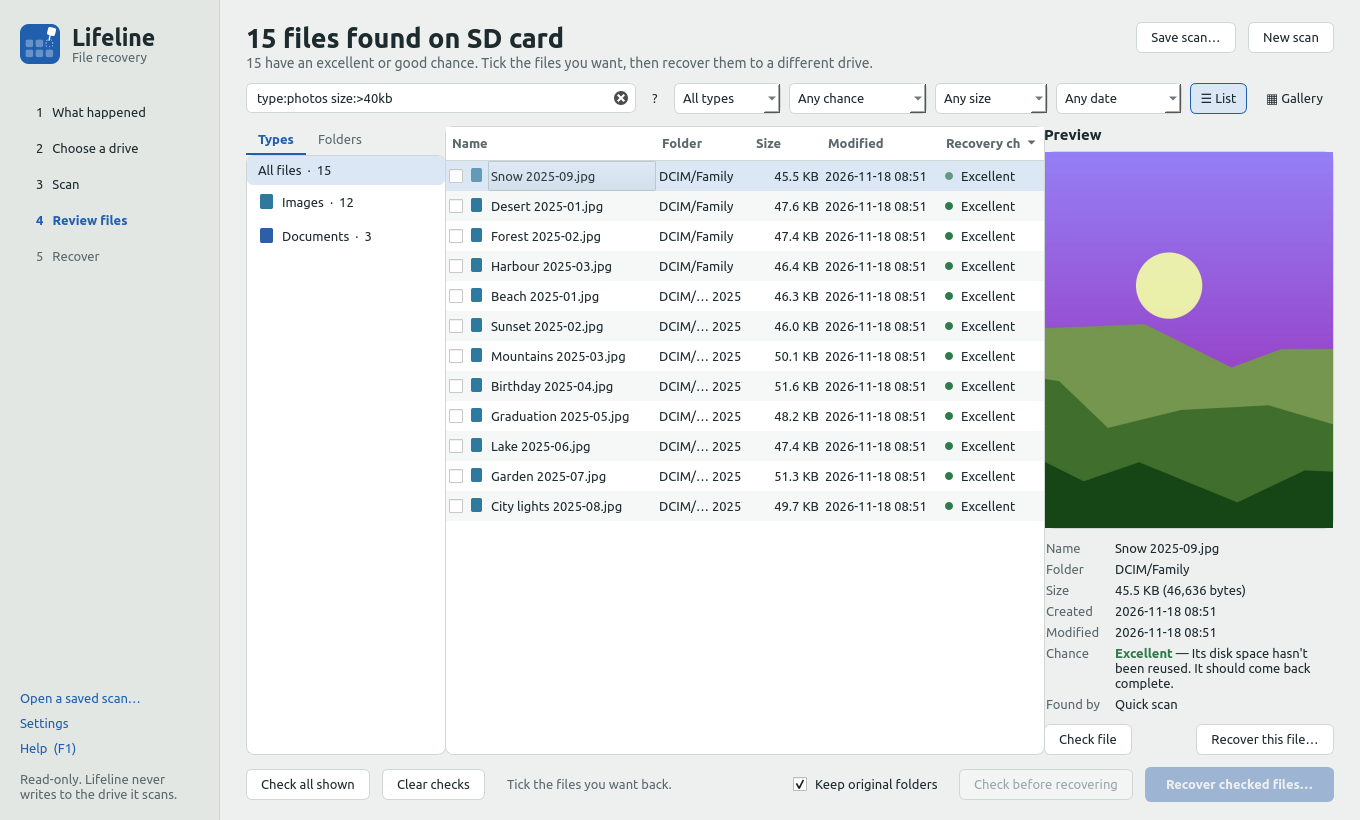 Lifeline
File recovery
1 What happened
2 Choose a drive
3 Scan
4 Review files
5 Recover
Open a saved scan…
Settings
Help (F1)
Read-only. Lifeline never
writes to the drive it scans.
15 files found on SD card
Save scan…
New scan
15 have an excellent or good chance. Tick the files you want, then recover them to a different drive.
type:photos size:>40kb
?
All types
Any chance
Any size
Any date
☰ List
▦ Gallery
Types
Folders
All files · 15
Images · 12
Documents · 3
Name Folder Size Modified Recovery ch
Snow 2025-09.jpg DCIM/Family 45.5 KB 2026-11-18 08:51 Excellent
Desert 2025-01.jpg DCIM/Family 47.6 KB 2026-11-18 08:51 Excellent
Forest 2025-02.jpg DCIM/Family 47.4 KB 2026-11-18 08:51 Excellent
Harbour 2025-03.jpg DCIM/Family 46.4 KB 2026-11-18 08:51 Excellent
Beach 2025-01.jpg DCIM/… 2025 46.3 KB 2026-11-18 08:51 Excellent
Sunset 2025-02.jpg DCIM/… 2025 46.0 KB 2026-11-18 08:51 Excellent
Mountains 2025-03.jpg DCIM/… 2025 50.1 KB 2026-11-18 08:51 Excellent
Birthday 2025-04.jpg DCIM/… 2025 51.6 KB 2026-11-18 08:51 Excellent
Graduation 2025-05.jpg DCIM/… 2025 48.2 KB 2026-11-18 08:51 Excellent
Lake 2025-06.jpg DCIM/… 2025 47.4 KB 2026-11-18 08:51 Excellent
Garden 2025-07.jpg DCIM/… 2025 51.3 KB 2026-11-18 08:51 Excellent
City lights 2025-08.jpg DCIM/… 2025 49.7 KB 2026-11-18 08:51 Excellent
Preview
Name Snow 2025-09.jpg
Folder DCIM/Family
Size 45.5 KB (46,636 bytes)
Created 2026-11-18 08:51
Modified 2026-11-18 08:51
Chance Excellent — Its disk space hasn't
been reused. It should come back
complete.
Found by Quick scan
Check file
Recover this file…
Check all shown
Clear checks
Tick the files you want back.
Keep original folders
Check before recovering
Recover checked files…